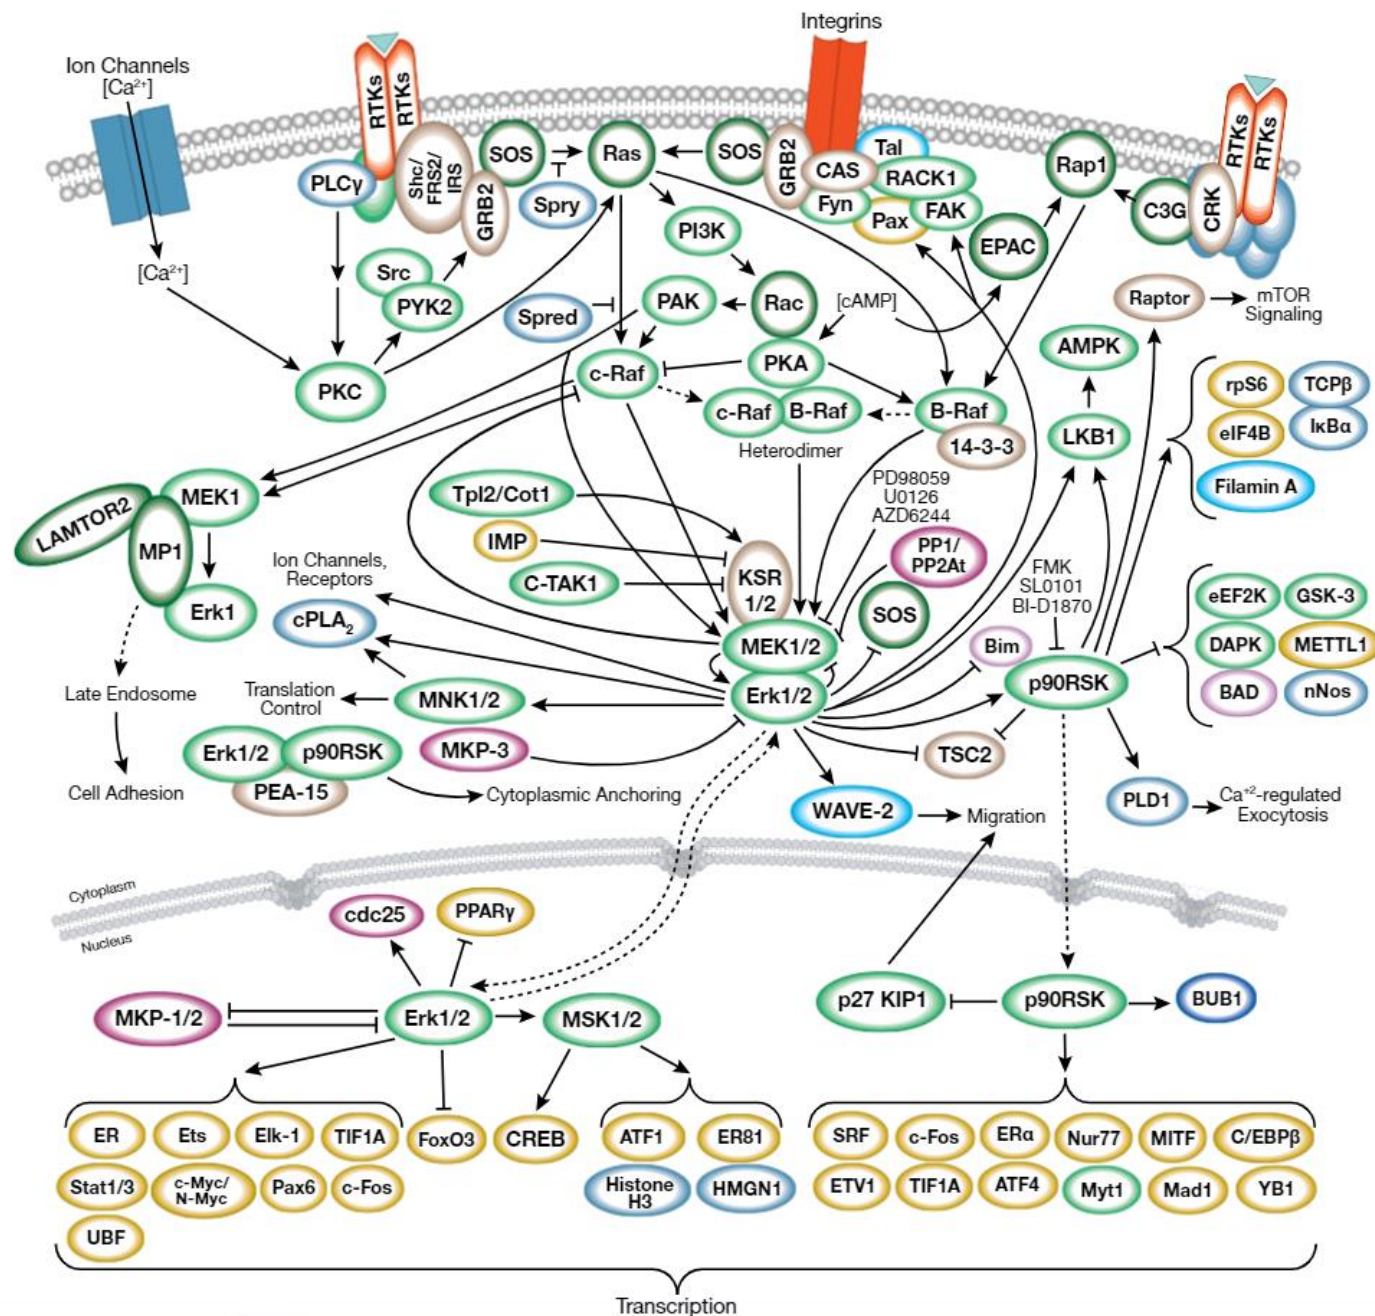 Integrins
Ion Channels
[Ca²⁺]
RTKs
RTKs
RTKs
RTKs
PLCγ
Shc/
FRS2/
IRS
GRB2
SOS
Spry
Ras
SOS
GRB2
CAS
Tal
RACK1
Fyn
Pax
FAK
Rap1
C3G
CRK
EPAC
PI3K
[Ca²⁺]
Src
PYK2
Spred
PAK
Rac
[cAMP]
Raptor
mTOR
Signaling
PKC
c-Raf
PKA
AMPK
c-Raf
B-Raf
Heterodimer
B-Raf
14-3-3
LKB1
rpS6
TCPβ
eIF4B
IκBα
Filamin A
LAMTOR2
MP1
MEK1
Erk1
Tpl2/Cot1
IMP
C-TAK1
KSR
1/2
PD98059
U0126
AZD6244
PP1/
PP2At
SOS
FMK
SL0101
BI-D1870
Ion Channels,
Receptors
cPLA₂
MEK1/2
Erk1/2
Bim
p90RSK
eEF2K
GSK-3
DAPK
METTL1
BAD
nNos
Late Endosome
Translation
Control
MNK1/2
MKP-3
TSC2
Erk1/2
p90RSK
PEA-15
Cell Adhesion
Cytoplasmic Anchoring
WAVE-2
Migration
PLD1
Ca⁺²-regulated
Exocytosis
Cytoplasm
Nucleus
cdc25
PPARγ
MKP-1/2
Erk1/2
MSK1/2
p27 KIP1
p90RSK
BUB1
ER
Ets
Elk-1
TIF1A
FoxO3
CREB
ATF1
ER81
SRF
c-Fos
ERα
Nur77
MITF
C/EBPβ
Stat1/3
c-Myc/
N-Myc
Pax6
c-Fos
Histone
H3
HMGN1
ETV1
TIF1A
ATF4
Myt1
Mad1
YB1
UBF
Transcription